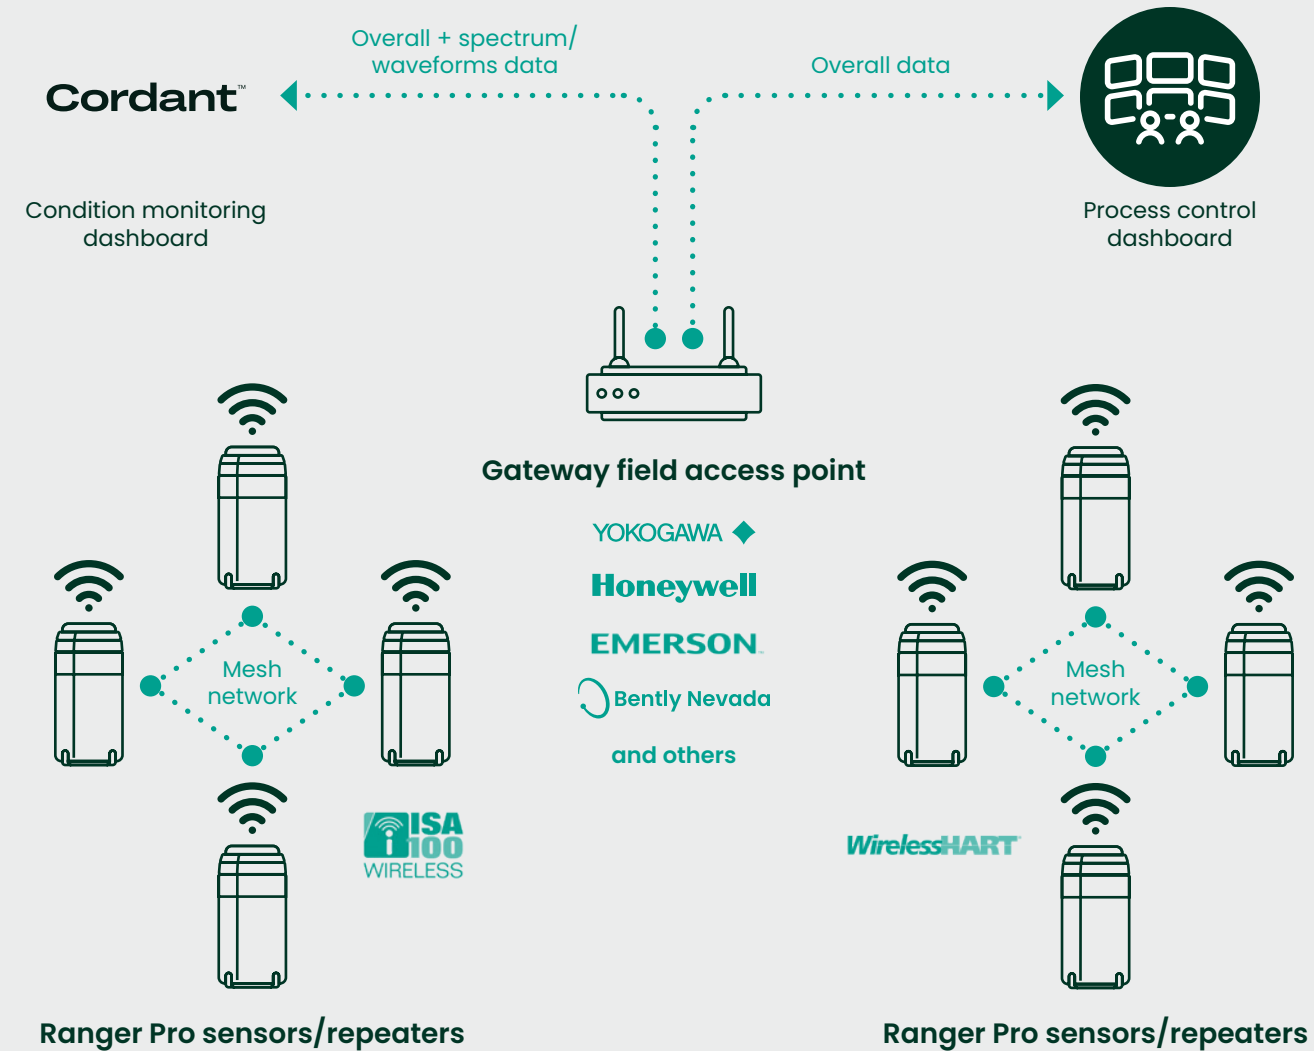 Overall + spectrum/
waveforms data
Overall data
Cordant™
Condition monitoring
dashboard
Process control
dashboard
Gateway field access point
YOKOGAWA
Honeywell
EMERSON™
Bently Nevada
and others
Mesh
network
Mesh
network
ISA
100
WIRELESS
WirelessHART™
Ranger Pro sensors/repeaters
Ranger Pro sensors/repeaters